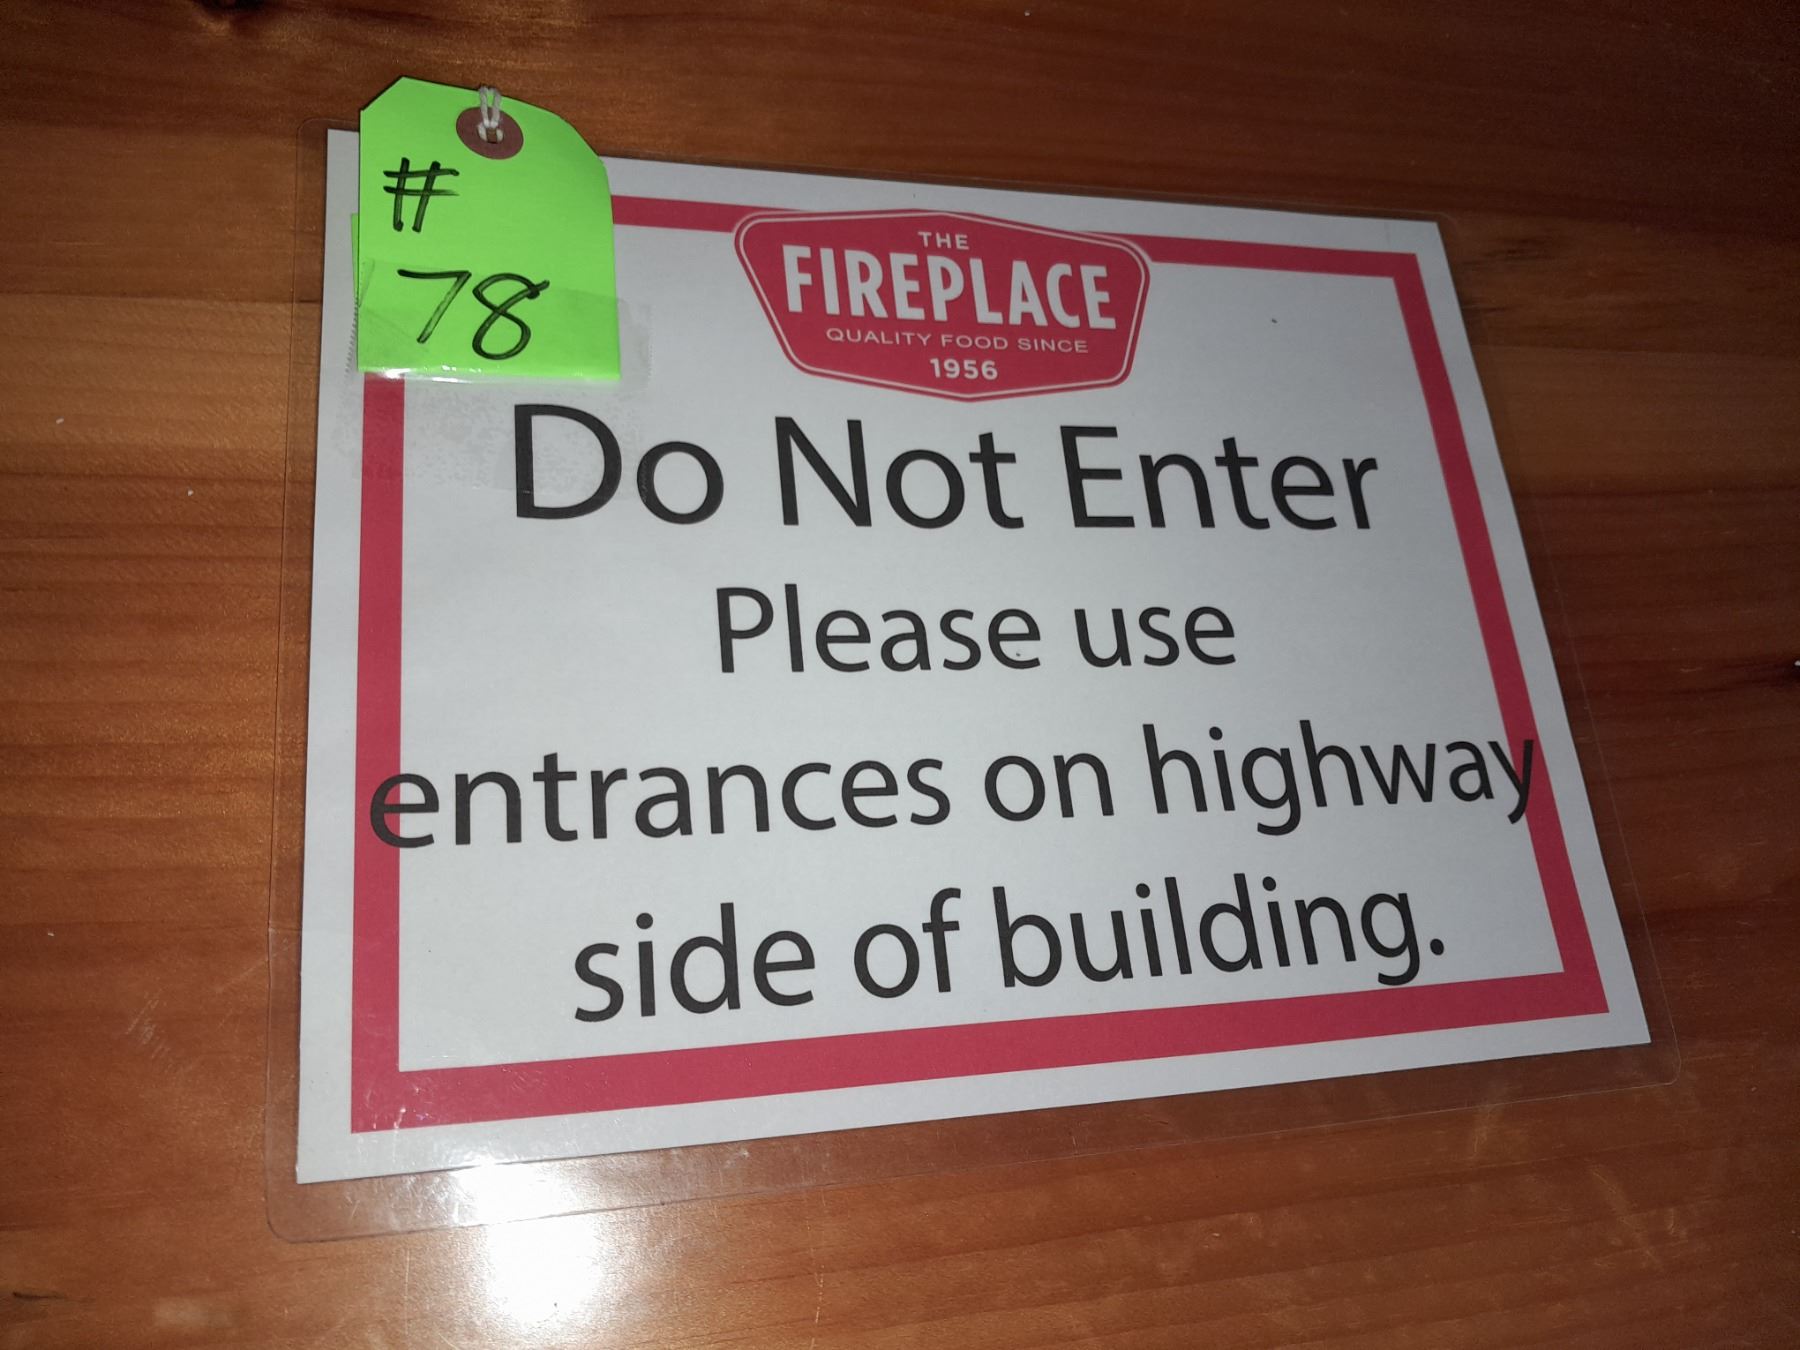 #
78
THE
FIREPLACE
QUALITY FOOD SINCE
1956
Do Not Enter
Please use
entrances on highway
side of building.